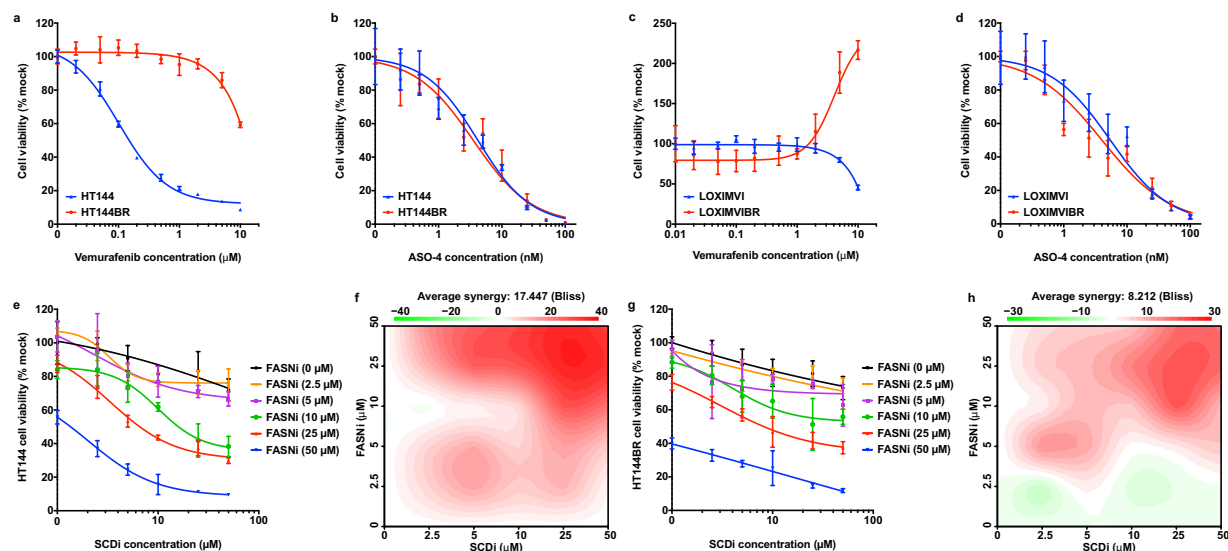 a
120
100
80
60
40
20
0
Cell viability (% mock)
HT144
HT144BR
0 0.1 1 10
Vemurafenib concentration (μM)
b
120
100
80
60
40
20
0
Cell viability (% mock)
HT144
HT144BR
0 1 10 100
ASO-4 concentration (nM)
c
250
200
150
100
50
0
Cell viability (% mock)
LOXIMVI
LOXIMVIBR
0.01 0.1 1 10
Vemurafenib concentration (μM)
d
120
100
80
60
40
20
0
Cell viability (% mock)
LOXIMVI
LOXIMVIBR
0 1 10 100
ASO-4 concentration (nM)
e
120
100
80
60
40
20
0
HT144 cell viability (% mock)
FASNi (0 μM)
FASNi (2.5 μM)
FASNi (5 μM)
FASNi (10 μM)
FASNi (25 μM)
FASNi (50 μM)
0 10 100
SCDi concentration (μM)
f
Average synergy: 17.447 (Bliss)
−40 −20 0 20 40
50
25
10
5
2.5
0
FASNi (μM)
0 2.5 5 10 25 50
SCDi (μM)
g
120
100
80
60
40
20
0
HT144BR cell viability (% mock)
FASNi (0 μM)
FASNi (2.5 μM)
FASNi (5 μM)
FASNi (10 μM)
FASNi (25 μM)
FASNi (50 μM)
0 10 100
SCDi concentration (μM)
h
Average synergy: 8.212 (Bliss)
−30 0 30
50
25
10
5
2.5
0
FASNi (μM)
0 2.5 5 10 25 50
SCDi (μM)